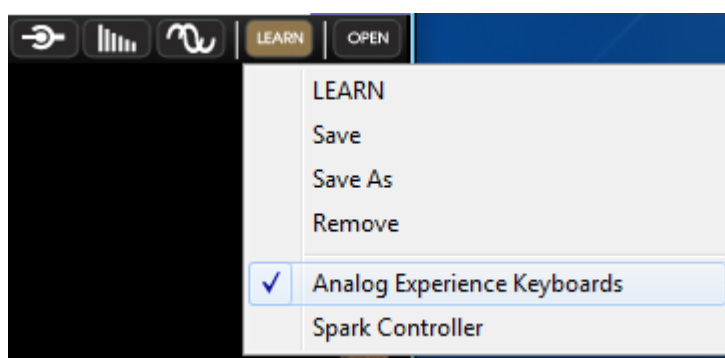 LEARN OPEN
LEARN
Save
Save As
Remove
Analog Experience Keyboards
Spark Controller